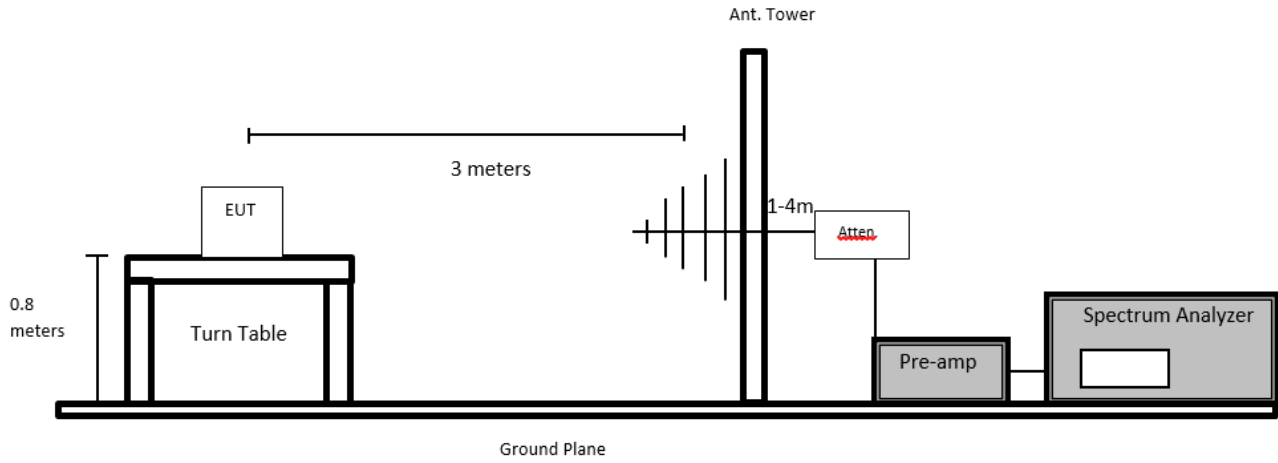 Ant. Tower
3 meters
EUT
1-4m
Atten
0.8
meters
Turn Table
Spectrum Analyzer
Pre-amp
Ground Plane